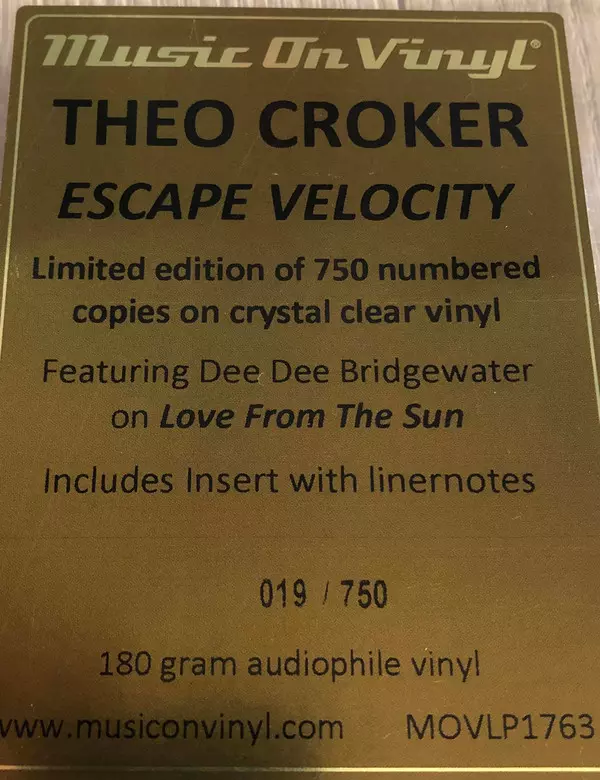 Music On Vinyl®
THEO CROKER
ESCAPE VELOCITY
Limited edition of 750 numbered
copies on crystal clear vinyl
Featuring Dee Dee Bridgewater
on Love From The Sun
Includes Insert with linernotes
019 / 750
180 gram audiophile vinyl
www.musiconvinyl.com MOVLP1763